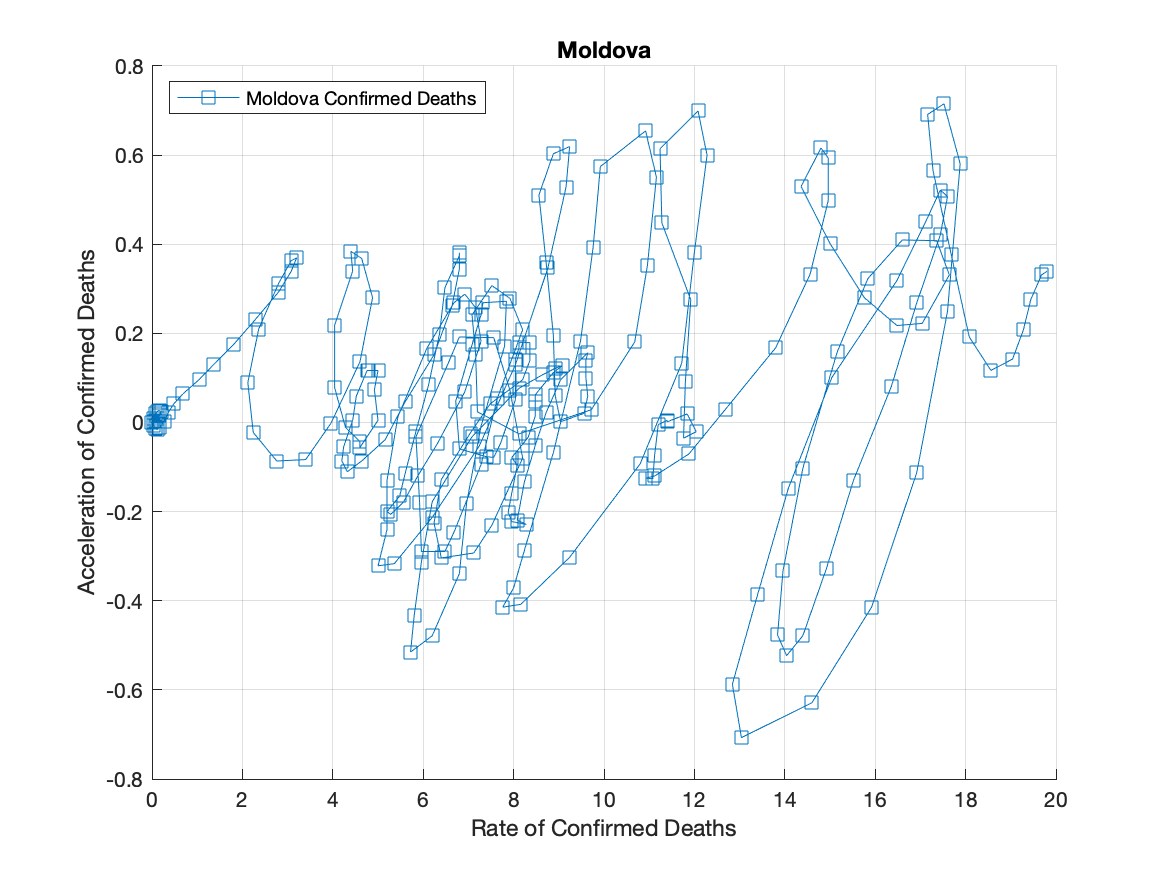 Moldova
Moldova Confirmed Deaths
Acceleration of Confirmed Deaths
0.8
0.6
0.4
0.2
0
-0.2
-0.4
-0.6
-0.8
0 2 4 6 8 10 12 14 16 18 20
Rate of Confirmed Deaths